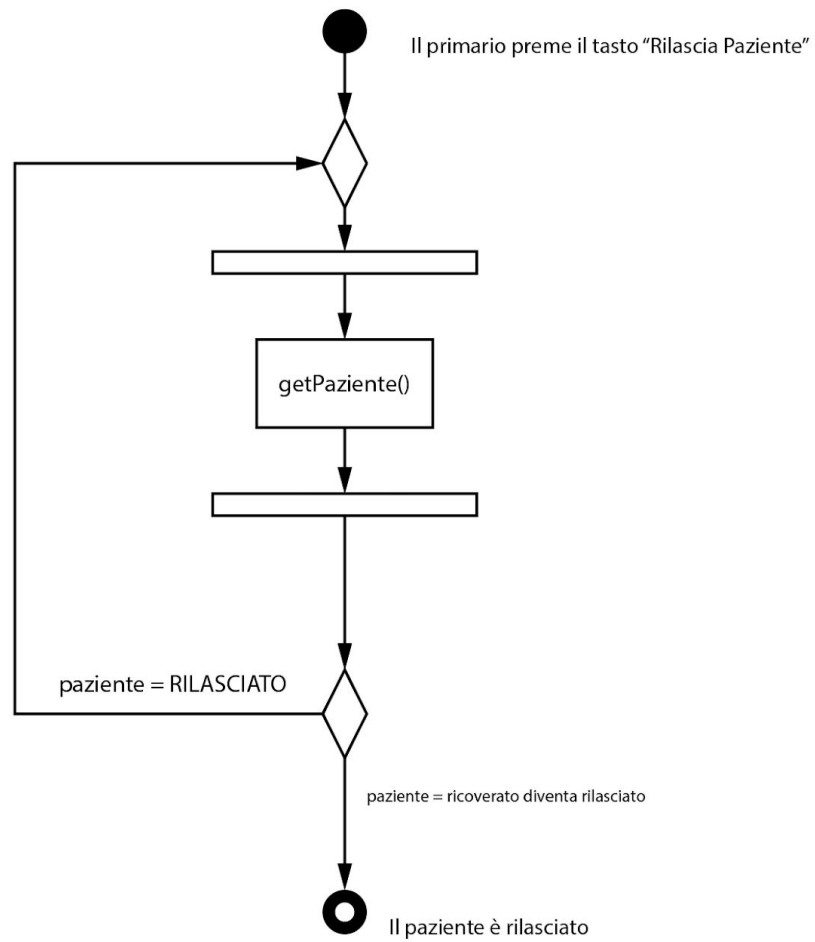 Il primario preme il tasto “Rilascia Paziente”
getPaziente()
paziente = RILASCIATO
paziente = ricoverato diventa rilasciato
Il paziente è rilasciato